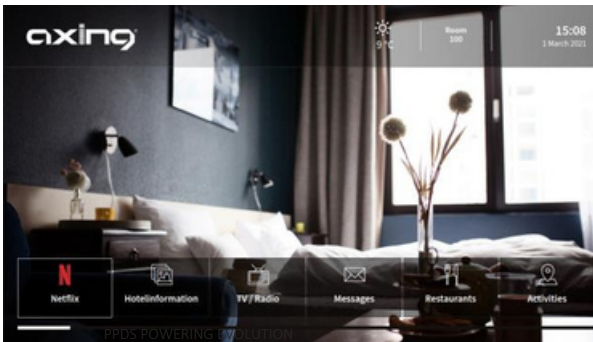 axing
9°C
Room
100
15:08
1 March 2021
N
Netflix
Hotelinformation
TV / Radio
Messages
Restaurants
Activities
PPDS POWERING EVOLUTION